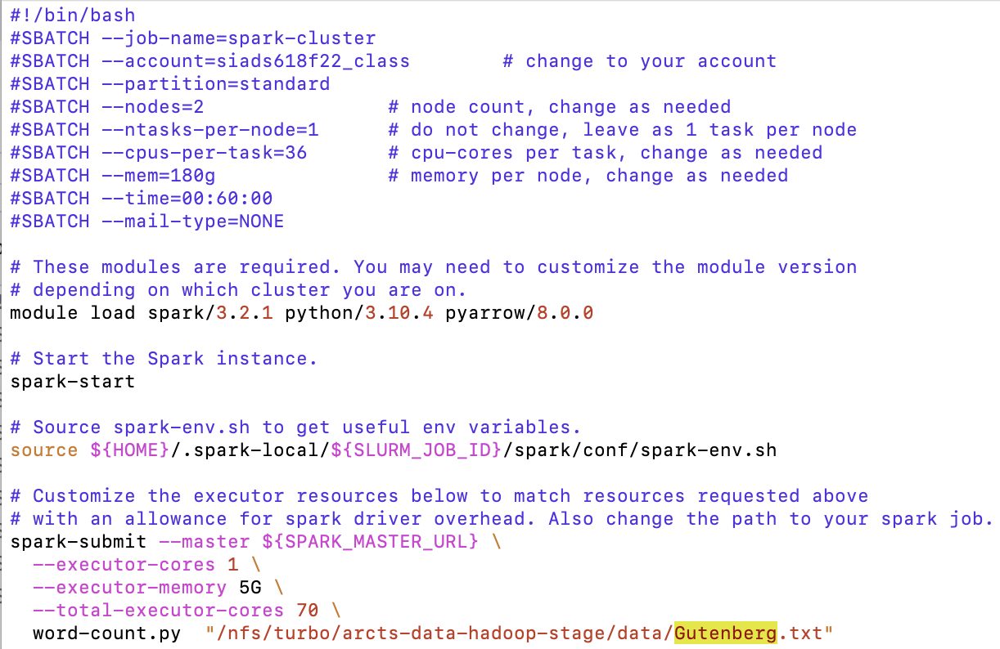 #!/bin/bash
#SBATCH --job-name=spark-cluster
#SBATCH --account=siads618f22_class        # change to your account
#SBATCH --partition=standard
#SBATCH --nodes=2                # node count, change as needed
#SBATCH --ntasks-per-node=1      # do not change, leave as 1 task per node
#SBATCH --cpus-per-task=36       # cpu-cores per task, change as needed
#SBATCH --mem=180g               # memory per node, change as needed
#SBATCH --time=00:60:00
#SBATCH --mail-type=NONE

# These modules are required. You may need to customize the module version
# depending on which cluster you are on.
module load spark/3.2.1 python/3.10.4 pyarrow/8.0.0

# Start the Spark instance.
spark-start

# Source spark-env.sh to get useful env variables.
source ${HOME}/.spark-local/${SLURM_JOB_ID}/spark/conf/spark-env.sh

# Customize the executor resources below to match resources requested above
# with an allowance for spark driver overhead. Also change the path to your spark job.
spark-submit --master ${SPARK_MASTER_URL} \
  --executor-cores 1 \
  --executor-memory 5G \
  --total-executor-cores 70 \
  word-count.py  "/nfs/turbo/arcts-data-hadoop-stage/data/Gutenberg.txt"